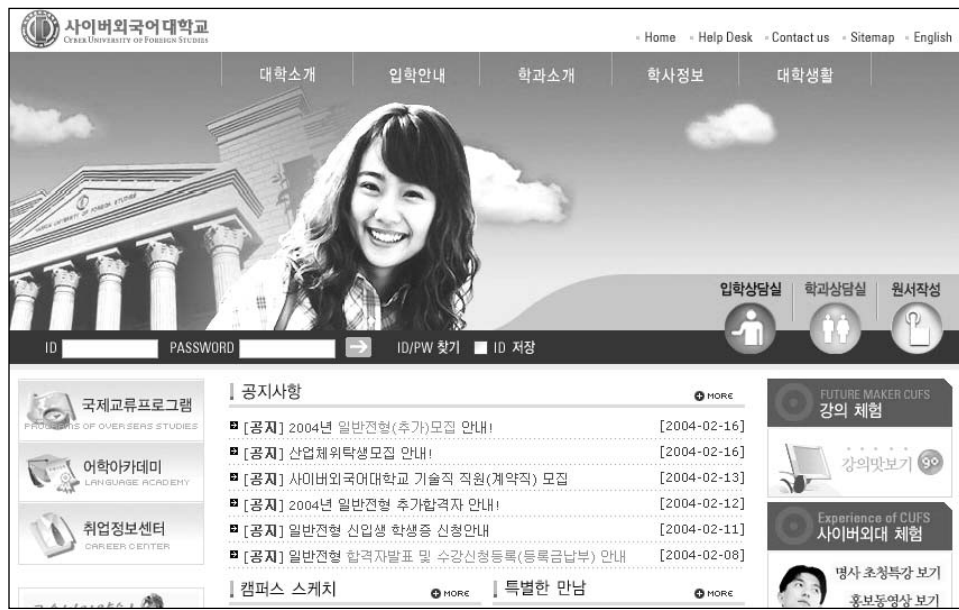 사이버외국어대학교
CYBER UNIVERSITY OF FOREIGN STUDIES
Home Help Desk Contact us Sitemap English
대학소개 입학안내 학과소개 학사정보 대학생활
UNIVERSITY OF FOREIGN STUDIES
입학상담실 학과상담실 원서작성
ID PASSWORD ID/PW 찾기 ID 저장
국제교류프로그램
PROGRAMS OF OVERSEAS STUDIES
어학아카데미
LANGUAGE ACADEMY
취업정보센터
CAREER CENTER
공지사항 MORE
[공지] 2004년 일반전형(추가)모집 안내! [2004-02-16]
[공지] 산업체위탁생모집 안내! [2004-02-16]
[공지] 사이버외국어대학교 기술직 직원(계약직) 모집 [2004-02-13]
[공지] 2004년 일반전형 추가합격자 안내! [2004-02-12]
[공지] 일반전형 신입생 학생증 신청안내 [2004-02-11]
[공지] 일반전형 합격자발표 및 수강신청등록(등록금납부) 안내 [2004-02-08]
캠퍼스 스케치 MORE
특별한 만남 MORE
FUTURE MAKER CUFS
강의 체험
강의맛보기 go
Experience of CUFS
사이버외대 체험
명사 초청특강 보기
홍보동영상 보기